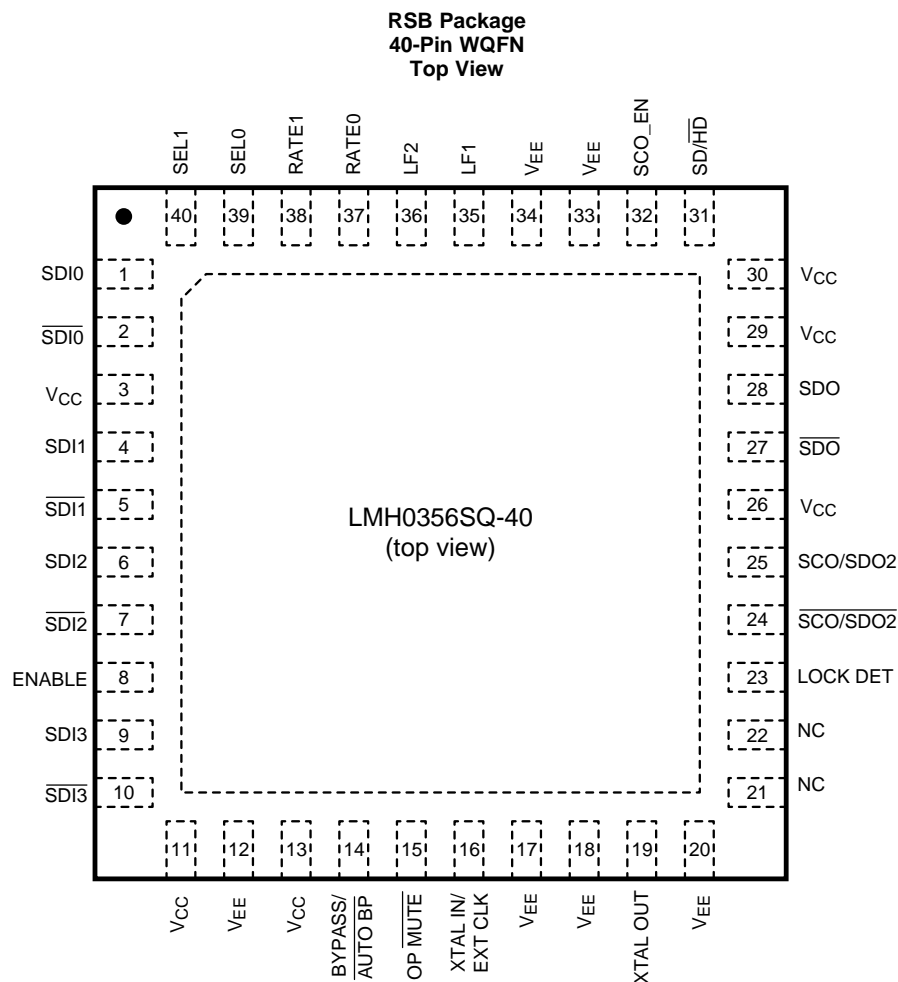 RSB Package
40-Pin WQFN
Top View
SEL1
SEL0
RATE1
RATE0
LF2
LF1
VEE
VEE
SCO_EN
SD/HD
40
39
38
37
36
35
34
33
32
31
SDI0 1
30 VCC
SDI0 2
29 VCC
VCC 3
28 SDO
SDI1 4
27 SDO
SDI1 5
26 VCC
LMH0356SQ-40
(top view)
SDI2 6
25 SCO/SDO2
SDI2 7
24 SCO/SDO2
ENABLE 8
23 LOCK DET
SDI3 9
22 NC
SDI3 10
21 NC
11
12
13
14
15
16
17
18
19
20
VCC
VEE
VCC
BYPASS/
AUTO BP
OP MUTE
XTAL IN/
EXT CLK
VEE
VEE
XTAL OUT
VEE